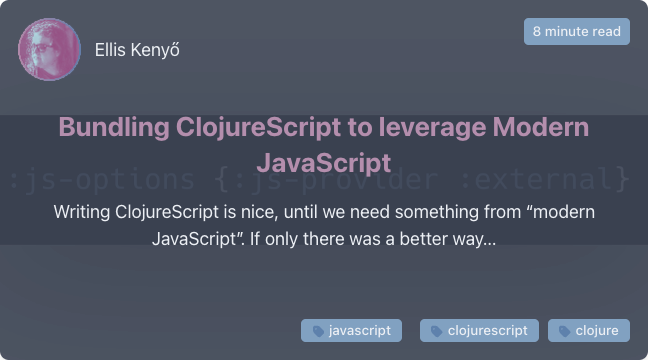 Ellis Kenyő
8 minute read
Bundling ClojureScript to leverage Modern
JavaScript
:js-options {:js-provider :external}
Writing ClojureScript is nice, until we need something from “modern
JavaScript”. If only there was a better way...
javascript
clojurescript
clojure